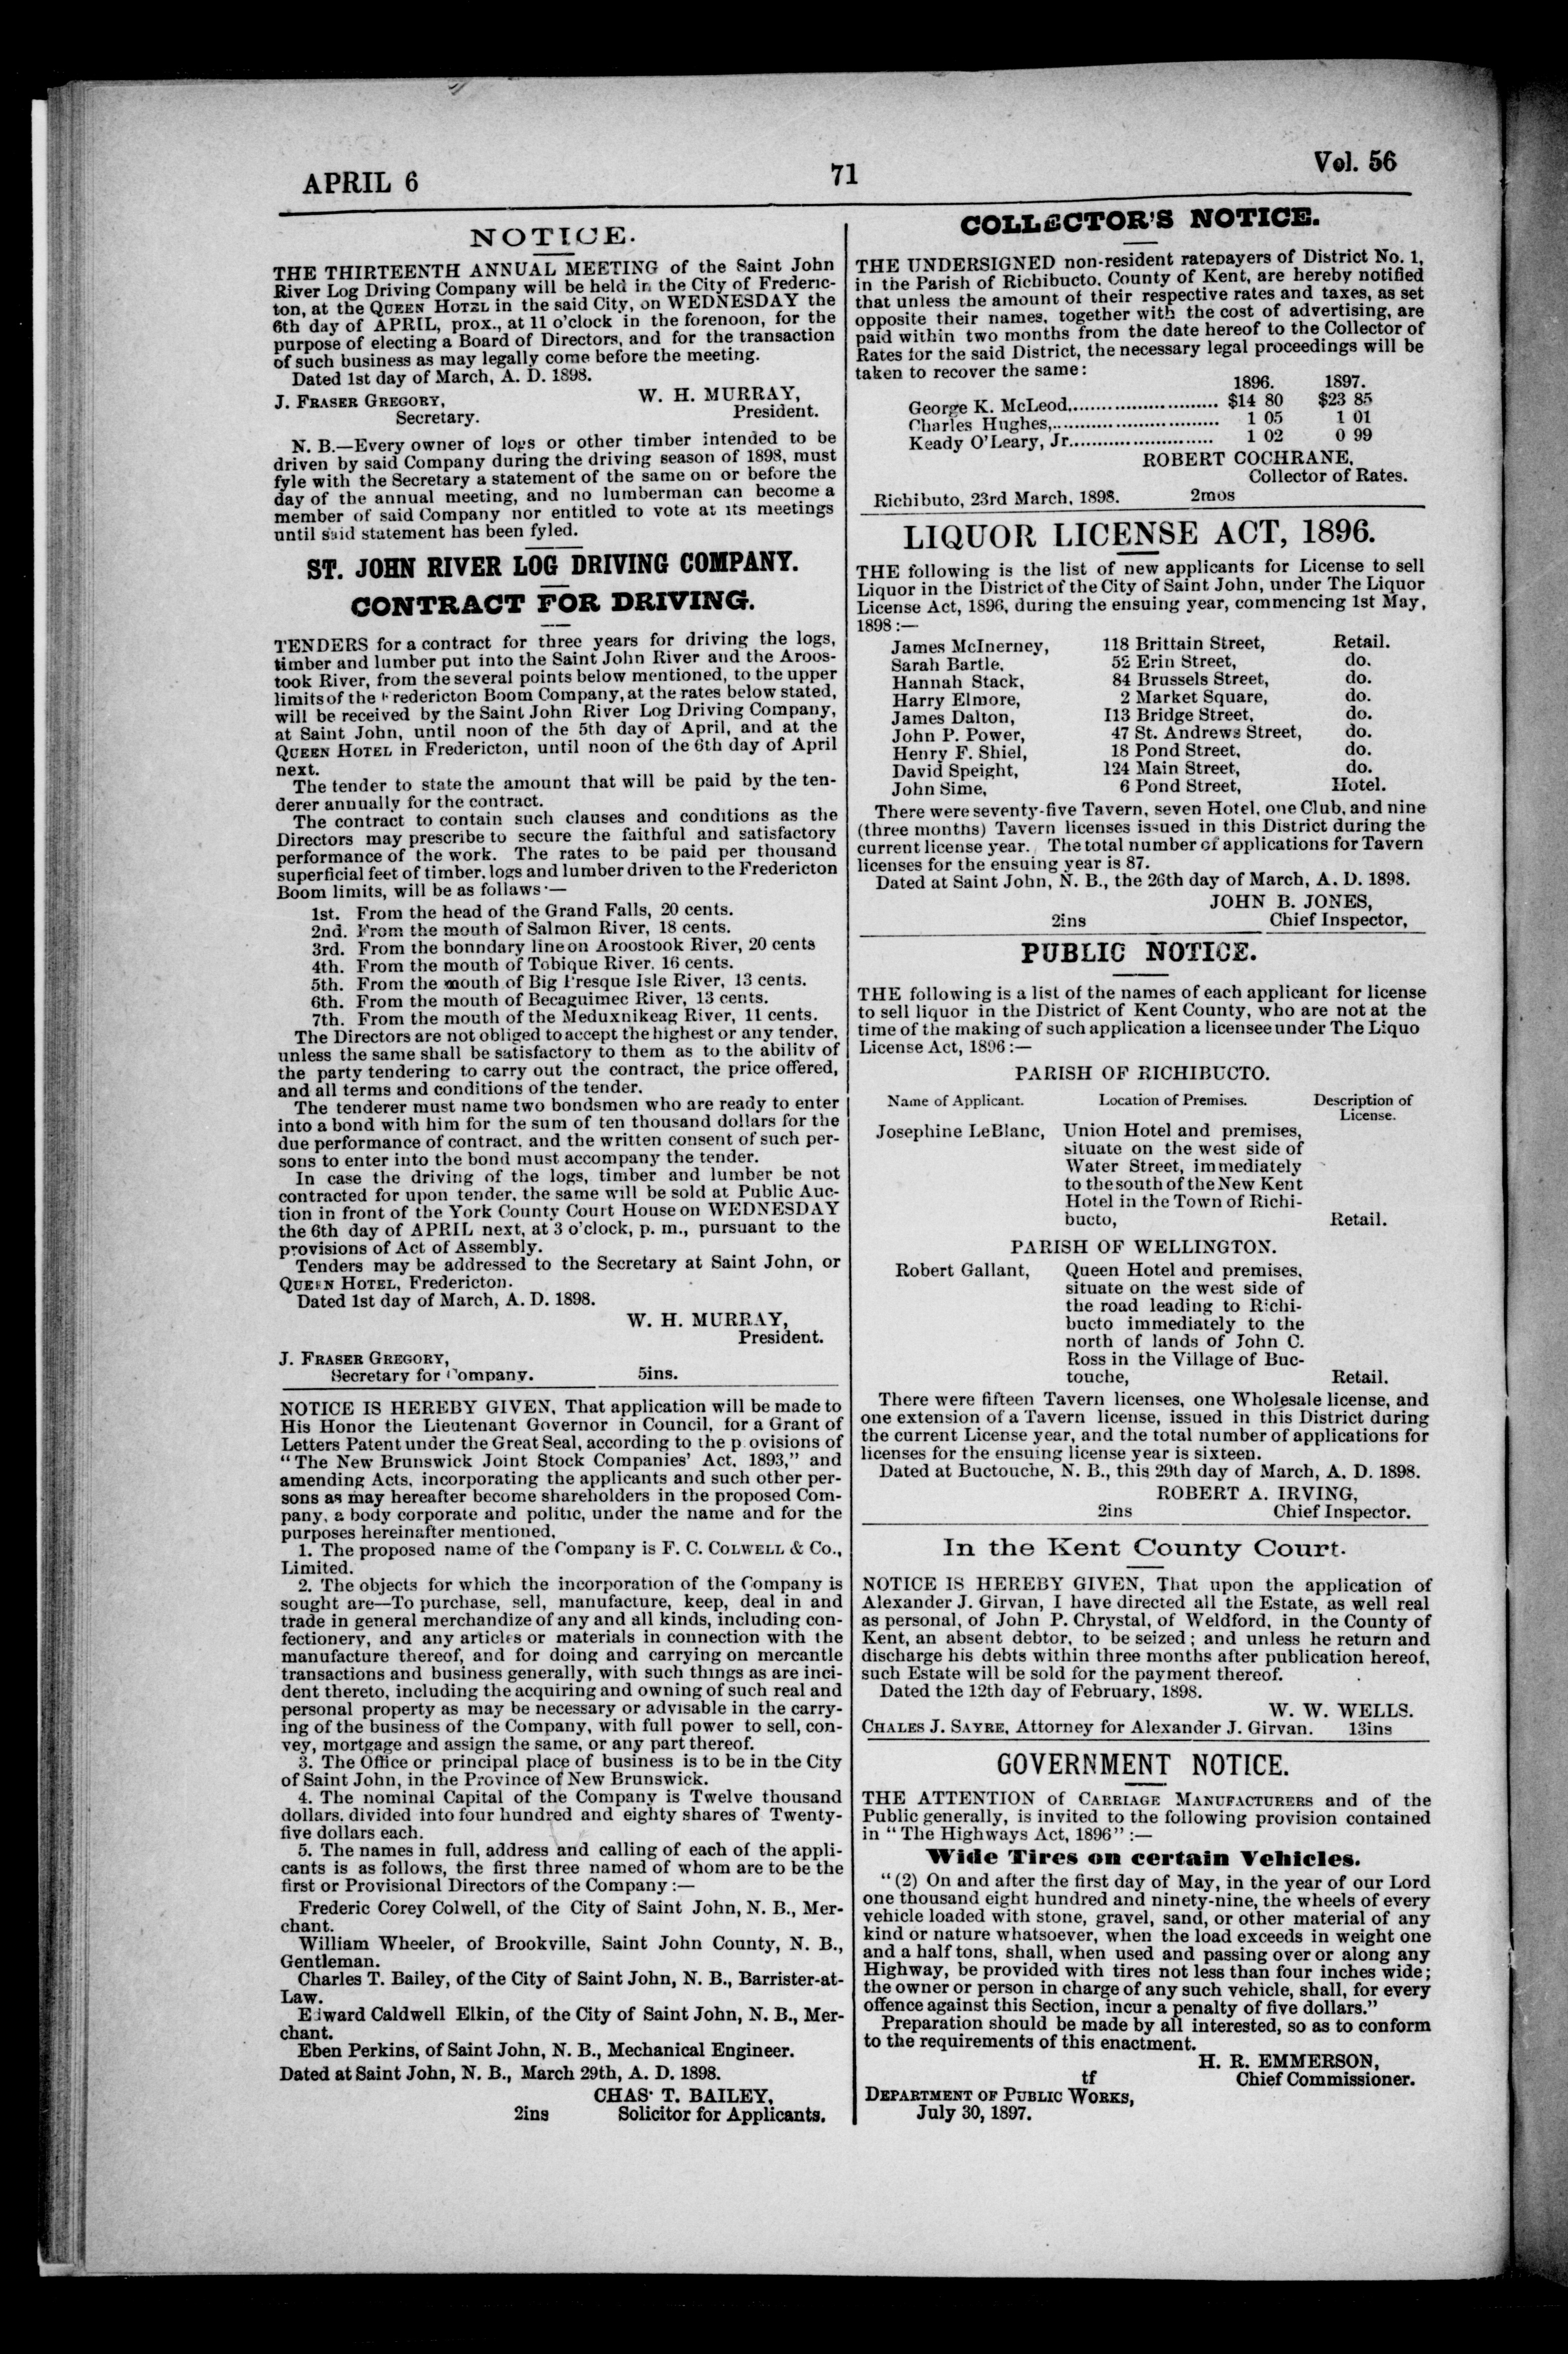 APRIL 6
71
Vol. 56
NOTICE.
THE THIRTEENTH ANNUAL MEETING of the Saint John
River Log Driving Company will be held in the City of Frederic-
ton, at the QUEEN HOTEL in the said City, on WEDNESDAY the
6th day of APRIL, prox., at 11 o'clock in the forenoon, for the
purpose of electing a Board of Directors, and for the transaction
of such business as may legally come before the meeting.
Dated 1st day of March, A. D. 1898.
W. H. MURRAY,
J. FRASER GREGORY, President.
Secretary.
N. B.—Every owner of logs or other timber intended to be
driven by said Company during the driving season of 1898, must
fyle with the Secretary a statement of the same on or before the
day of the annual meeting, and no lumberman can become a
member of said Company nor entitled to vote at its meetings
until said statement has been fyled.
ST. JOHN RIVER LOG DRIVING COMPANY.
CONTRACT FOR DRIVING.
TENDERS for a contract for three years for driving the logs,
timber and lumber put into the Saint John River and the Aroos-
took River, from the several points below mentioned, to the upper
limits of the Fredericton Boom Company, at the rates below stated,
will be received by the Saint John River Log Driving Company,
at Saint John, until noon of the 5th day of April, and at the
QUEEN HOTEL in Fredericton, until noon of the 6th day of April
next.
The tender to state the amount that will be paid by the ten-
derer annually for the contract.
The contract to contain such clauses and conditions as the
Directors may prescribe to secure the faithful and satisfactory
performance of the work. The rates to be paid per thousand
superficial feet of timber, logs and lumber driven to the Fredericton
Boom limits, will be as follaws:—
1st. From the head of the Grand Falls, 20 cents.
2nd. From the mouth of Salmon River, 18 cents.
3rd. From the bonndary line on Aroostook River, 20 cents
4th. From the mouth of Tobique River, 16 cents.
5th. From the mouth of Big Presque Isle River, 13 cents.
6th. From the mouth of Becaguimec River, 13 cents.
7th. From the mouth of the Meduxnikeag River, 11 cents.
The Directors are not obliged to accept the highest or any tender,
unless the same shall be satisfactory to them as to the ability of
the party tendering to carry out the contract, the price offered,
and all terms and conditions of the tender.
The tenderer must name two bondsmen who are ready to enter
into a bond with him for the sum of ten thousand dollars for the
due performance of contract, and the written consent of such per-
sons to enter into the bond must accompany the tender.
In case the driving of the logs, timber and lumber be not
contracted for upon tender, the same will be sold at Public Auc-
tion in front of the York County Court House on WEDNESDAY
the 6th day of APRIL next, at 3 o'clock, p. m., pursuant to the
provisions of Act of Assembly.
Tenders may be addressed to the Secretary at Saint John, or
QUEEN HOTEL, Fredericton.
Dated 1st day of March, A. D. 1898.
W. H. MURRAY,
President.
J. FRASER GREGORY,
Secretary for Company. 5ins.
NOTICE IS HEREBY GIVEN, That application will be made to
His Honor the Lieutenant Governor in Council, for a Grant of
Letters Patent under the Great Seal, according to the p ovisions of
"The New Brunswick Joint Stock Companies' Act, 1893," and
amending Acts, incorporating the applicants and such other per-
sons as may hereafter become shareholders in the proposed Com-
pany, a body corporate and politic, under the name and for the
purposes hereinafter mentioned,
1. The proposed name of the Company is F. C. COLWELL & Co.,
Limited.
2. The objects for which the incorporation of the Company is
sought are—To purchase, sell, manufacture, keep, deal in and
trade in general merchandize of any and all kinds, including con-
fectionery, and any articles or materials in connection with the
manufacture thereof, and for doing and carrying on mercantle
transactions and business generally, with such things as are inci-
dent thereto, including the acquiring and owning of such real and
personal property as may be necessary or advisable in the carry-
ing of the business of the Company, with full power to sell, con-
vey, mortgage and assign the same, or any part thereof.
3. The Office or principal place of business is to be in the City
of Saint John, in the Province of New Brunswick.
4. The nominal Capital of the Company is Twelve thousand
dollars, divided into four hundred and eighty shares of Twenty-
five dollars each.
5. The names in full, address and calling of each of the appli-
cants is as follows, the first three named of whom are to be the
first or Provisional Directors of the Company :—
Frederic Corey Colwell, of the City of Saint John, N. B., Mer-
chant.
William Wheeler, of Brookville, Saint John County, N. B.,
Gentleman.
Charles T. Bailey, of the City of Saint John, N. B., Barrister-at-
Law.
Edward Caldwell Elkin, of the City of Saint John, N. B., Mer-
chant.
Eben Perkins, of Saint John, N. B., Mechanical Engineer.
Dated at Saint John, N. B., March 29th, A. D. 1898.
CHAS. T. BAILEY,
2ins Solicitor for Applicants.
COLLECTOR'S NOTICE.
THE UNDERSIGNED non-resident ratepayers of District No. 1,
in the Parish of Richibucto, County of Kent, are hereby notified
that unless the amount of their respective rates and taxes, as set
opposite their names, together with the cost of advertising, are
paid within two months from the date hereof to the Collector of
Rates for the said District, the necessary legal proceedings will be
taken to recover the same:
1896. 1897.
George K. McLeod,......................... $14 80 $23 85
Charles Hughes,............................ 1 05 1 01
Keady O'Leary, Jr........................ 1 02 0 99
ROBERT COCHRANE,
Collector of Rates.
Richibuto, 23rd March, 1898. 2mos
LIQUOR LICENSE ACT, 1896.
THE following is the list of new applicants for License to sell
Liquor in the District of the City of Saint John, under The Liquor
License Act, 1896, during the ensuing year, commencing 1st May,
1898:—
James McInerney, 118 Brittain Street, Retail.
Sarah Bartle, 52 Erin Street, do.
Hannah Stack, 84 Brussels Street, do.
Harry Elmore, 2 Market Square, do.
James Dalton, 113 Bridge Street, do.
John P. Power, 47 St. Andrews Street, do.
Henry F. Shiel, 18 Pond Street, do.
David Speight, 124 Main Street, do.
John Sime, 6 Pond Street, Hotel.
There were seventy-five Tavern, seven Hotel, one Club, and nine
(three months) Tavern licenses issued in this District during the
current license year. The total number of applications for Tavern
licenses for the ensuing year is 87.
Dated at Saint John, N. B., the 26th day of March, A. D. 1898.
JOHN B. JONES,
2ins Chief Inspector,
PUBLIC NOTICE.
THE following is a list of the names of each applicant for license
to sell liquor in the District of Kent County, who are not at the
time of the making of such application a licensee under The Liquo
License Act, 1896:—
PARISH OF RICHIBUCTO.
Name of Applicant. Location of Premises. Description of
License.
Josephine LeBlanc, Union Hotel and premises,
situate on the west side of
Water Street, immediately
to the south of the New Kent
Hotel in the Town of Richi-
bucto, Retail.
PARISH OF WELLINGTON.
Robert Gallant, Queen Hotel and premises,
situate on the west side of
the road leading to Richi-
bucto immediately to the
north of lands of John C.
Ross in the Village of Buc-
touche, Retail.
There were fifteen Tavern licenses, one Wholesale license, and
one extension of a Tavern license, issued in this District during
the current License year, and the total number of applications for
licenses for the ensuing license year is sixteen.
Dated at Buctouche, N. B., this 29th day of March, A. D. 1898.
ROBERT A. IRVING,
2ins Chief Inspector.
In the Kent County Court.
NOTICE IS HEREBY GIVEN, That upon the application of
Alexander J. Girvan, I have directed all the Estate, as well real
as personal, of John P. Chrystal, of Weldford, in the County of
Kent, an absent debtor, to be seized; and unless he return and
discharge his debts within three months after publication hereof,
such Estate will be sold for the payment thereof.
Dated the 12th day of February, 1898.
W. W. WELLS.
CHALES J. SAYRE, Attorney for Alexander J. Girvan. 13ins
GOVERNMENT NOTICE.
THE ATTENTION of CARRIAGE MANUFACTURERS and of the
Public generally, is invited to the following provision contained
in "The Highways Act, 1896":—
Wide Tires on certain Vehicles.
"(2) On and after the first day of May, in the year of our Lord
one thousand eight hundred and ninety-nine, the wheels of every
vehicle loaded with stone, gravel, sand, or other material of any
kind or nature whatsoever, when the load exceeds in weight one
and a half tons, shall, when used and passing over or along any
Highway, be provided with tires not less than four inches wide;
the owner or person in charge of any such vehicle, shall, for every
offence against this Section, incur a penalty of five dollars."
Preparation should be made by all interested, so as to conform
to the requirements of this enactment.
H. R. EMMERSON,
tf Chief Commissioner.
DEPARTMENT OF PUBLIC WORKS,
July 30, 1897.